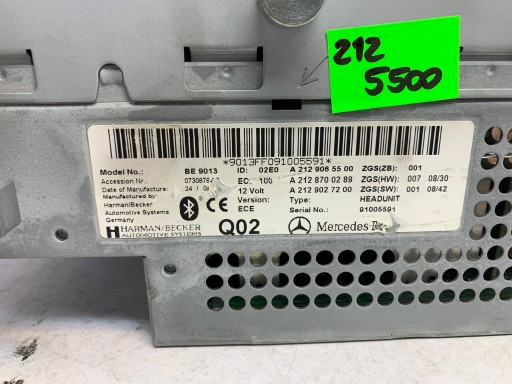 212
5500
*9013FF091005591*
Model No.: BE 9013 ID: 02E0 A 212 906 55 00 ZGS(ZB): 001
Accession Nr. EC: 100 A 212 870 02 89 ZGS(HW): 007 08/30
Date of Manufacture: 24 / 09 12 Volt A 212 902 72 00 ZGS(SW): 001 08/42
Manufactured by Version: Type: HEADUNIT
Harman/Becker ECE Serial No.: 91005591
Automotive Systems
Germany
HARMAN/BECKER Q02
AUTOMOTIVE SYSTEMS